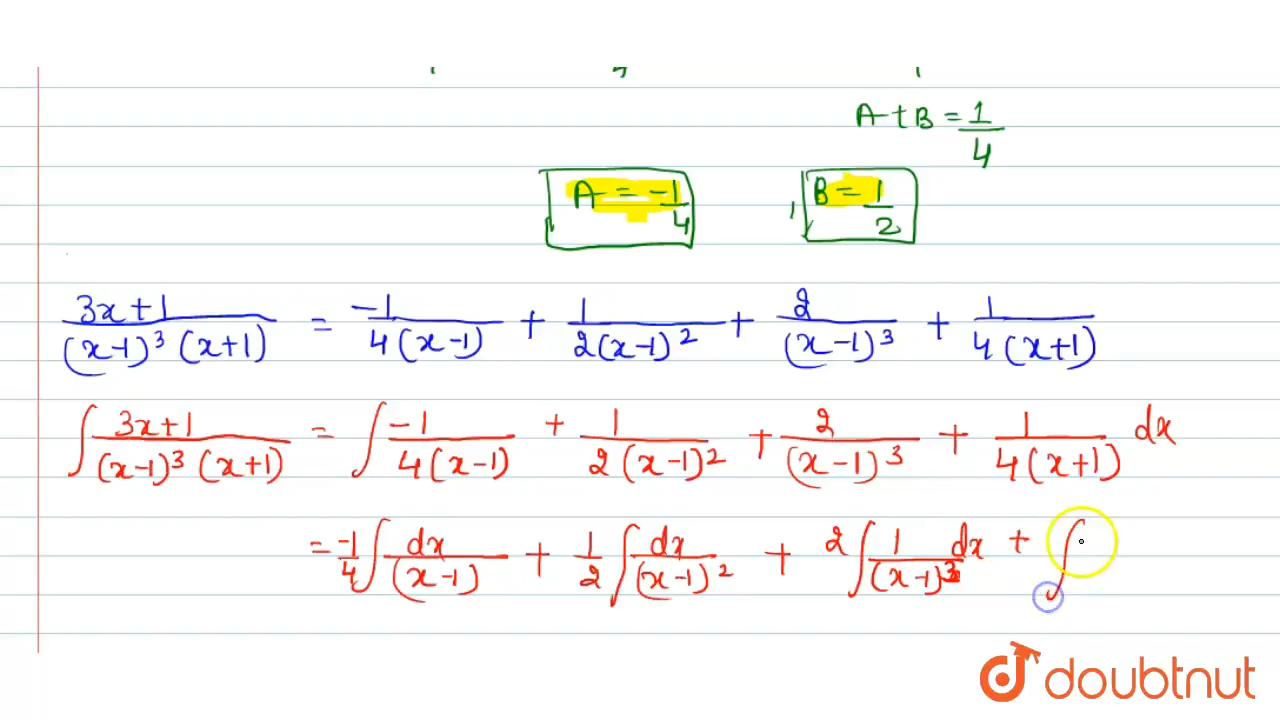 A+B = 1/4
A = -1/4 , B = 1/2
3x+1/((x-1)³ (x+1)) = -1/(4(x-1)) + 1/(2(x-1)²) + 2/((x-1)³) + 1/(4(x+1))
∫ 3x+1/((x-1)³ (x+1)) = ∫ -1/(4(x-1)) + 1/(2(x-1)²) + 2/((x-1)³) + 1/(4(x+1)) dx
= -1/4 ∫ dx/(x-1) + 1/2 ∫ dx/(x-1)² + 2 ∫ 1/(x-1)³ dx + ∫
doubtnut